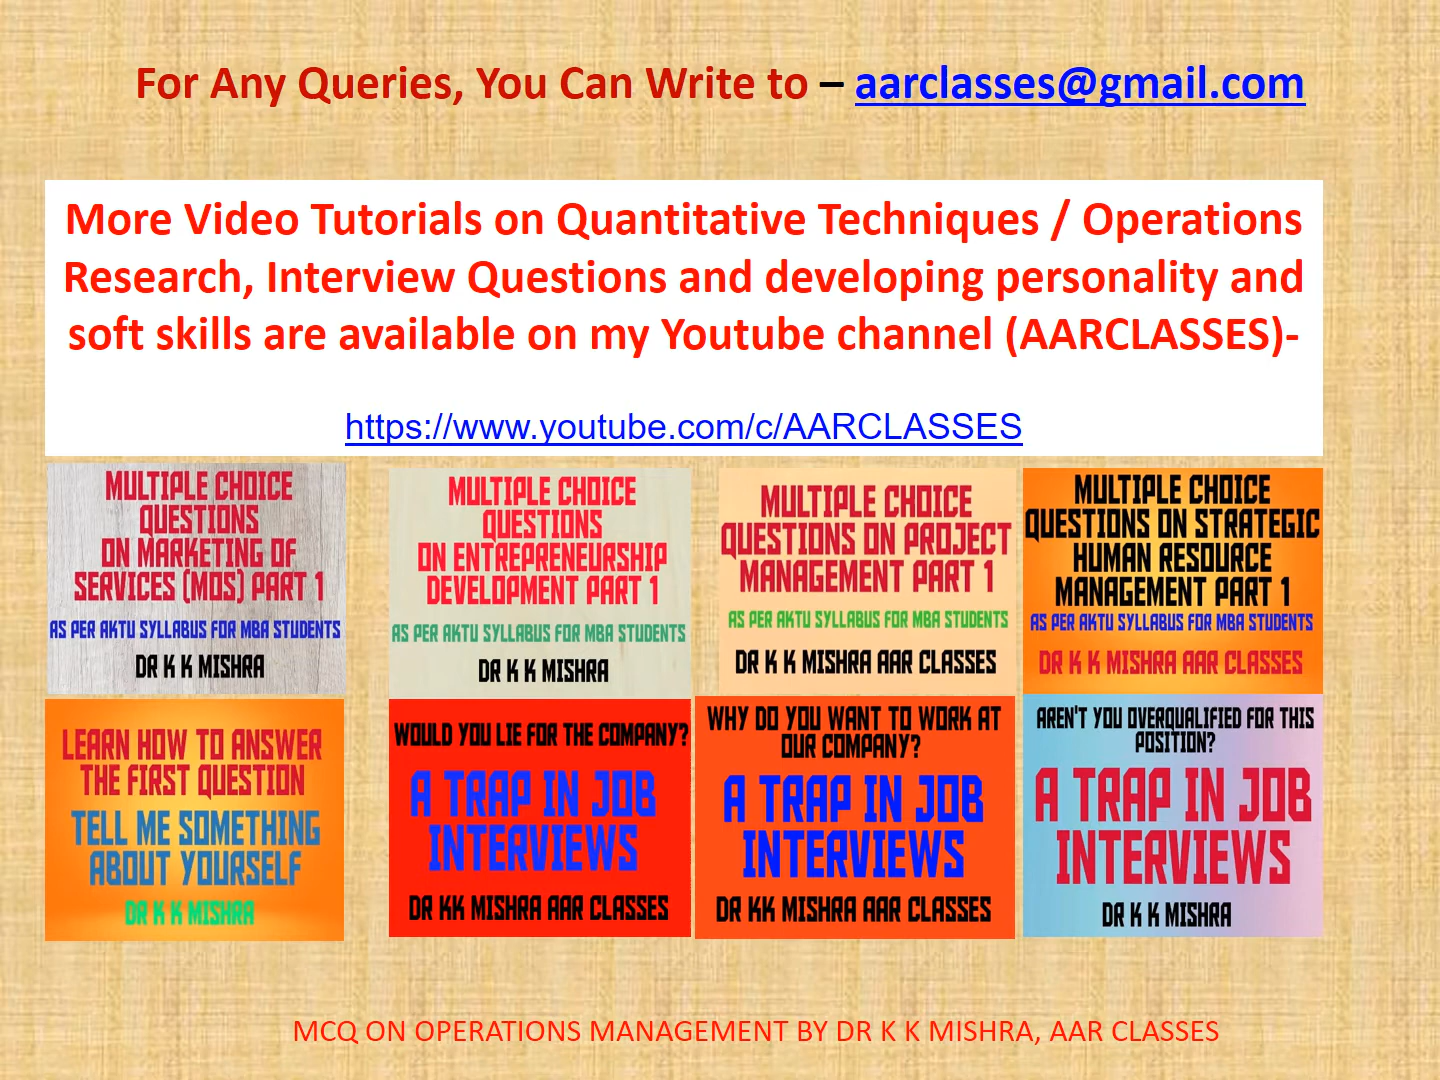 For Any Queries, You Can Write to – aarclasses@gmail.com
More Video Tutorials on Quantitative Techniques / Operations
Research, Interview Questions and developing personality and
soft skills are available on my Youtube channel (AARCLASSES)-
https://www.youtube.com/c/AARCLASSES
MULTIPLE CHOICE
QUESTIONS
ON MARKETING OF
SERVICES (MOS) PART 1
AS PER AKTU SYLLABUS FOR MBA STUDENTS
DR K K MISHRA
MULTIPLE CHOICE
QUESTIONS
ON ENTREPRENEURSHIP
DEVELOPMENT PART 1
AS PER AKTU SYLLABUS FOR MBA STUDENTS
DR K K MISHRA
MULTIPLE CHOICE
QUESTIONS ON PROJECT
MANAGEMENT PART 1
AS PER AKTU SYLLABUS FOR MBA STUDENTS
DR K K MISHRA AAR CLASSES
MULTIPLE CHOICE
QUESTIONS ON STRATEGIC
HUMAN RESOURCE
MANAGEMENT PART 1
AS PER AKTU SYLLABUS FOR MBA STUDENTS
DR K K MISHRA AAR CLASSES
LEARN HOW TO ANSWER
THE FIRST QUESTION
TELL ME SOMETHING
ABOUT YOURSELF
DR K K MISHRA
WOULD YOU LIE FOR THE COMPANY?
A TRAP IN JOB
INTERVIEWS
DR KK MISHRA AAR CLASSES
WHY DO YOU WANT TO WORK AT
OUR COMPANY?
A TRAP IN JOB
INTERVIEWS
DR KK MISHRA AAR CLASSES
AREN'T YOU OVERQUALIFIED FOR THIS
POSITION?
A TRAP IN JOB
INTERVIEWS
DR K K MISHRA
MCQ ON OPERATIONS MANAGEMENT BY DR K K MISHRA, AAR CLASSES